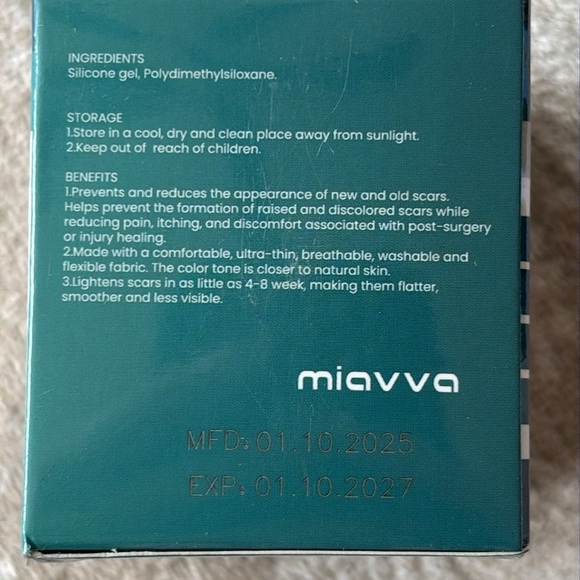 INGREDIENTS
Silicone gel, Polydimethylsiloxane.
STORAGE
1.Store in a cool, dry and clean place away from sunlight.
2.Keep out of reach of children.
BENEFITS
1.Prevents and reduces the appearance of new and old scars.
Helps prevent the formation of raised and discolored scars while
reducing pain, itching, and discomfort associated with post-surgery
or injury healing.
2.Made with a comfortable, ultra-thin, breathable, washable and
flexible fabric. The color tone is closer to natural skin.
3.Lightens scars in as little as 4-8 week, making them flatter,
smoother and less visible.
miavva
MFD: 01.10.2025
EXP: 01.10.2027